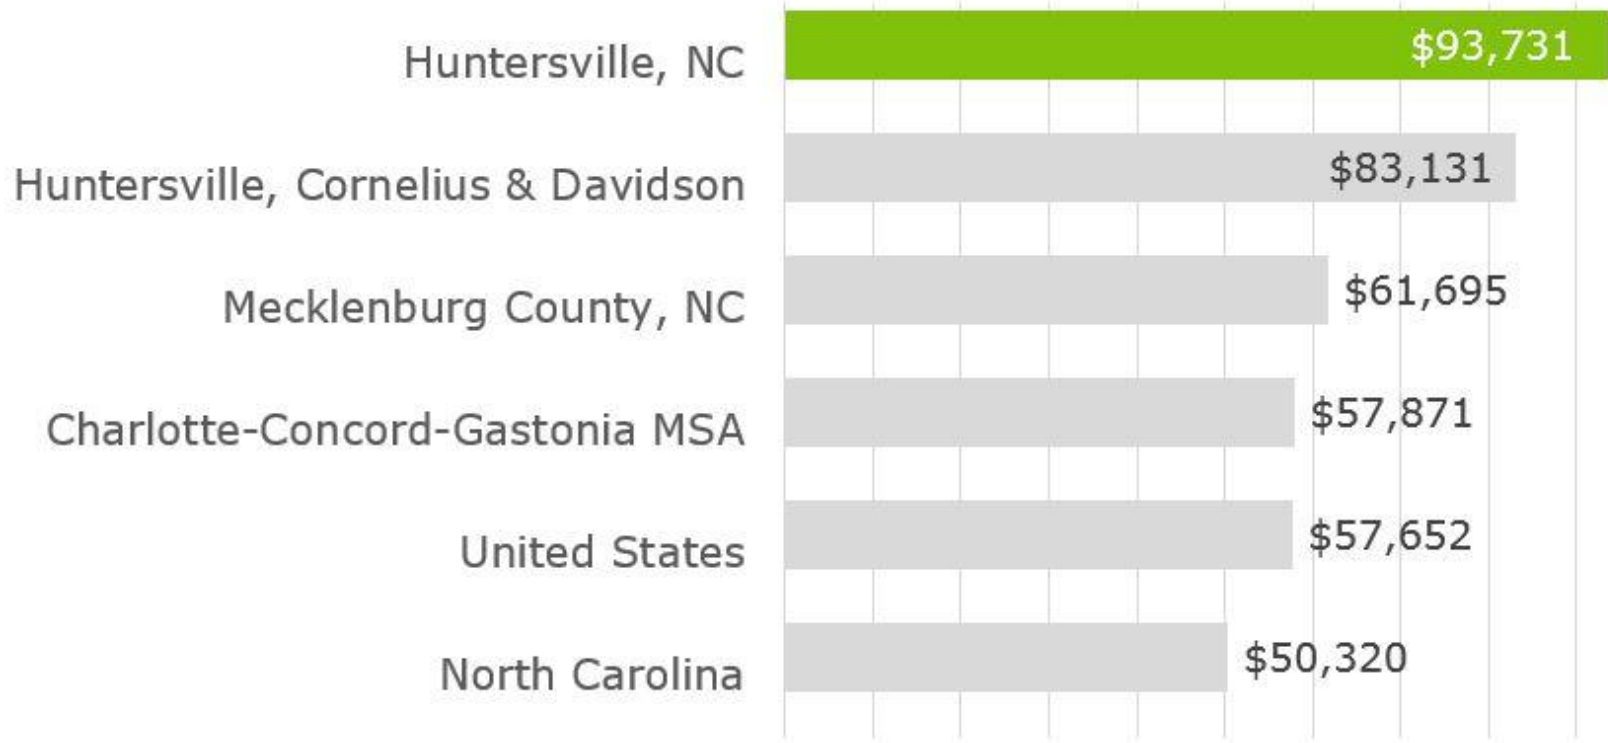 Huntersville, NC $93,731
Huntersville, Cornelius & Davidson $83,131
Mecklenburg County, NC $61,695
Charlotte-Concord-Gastonia MSA $57,871
United States $57,652
North Carolina $50,320